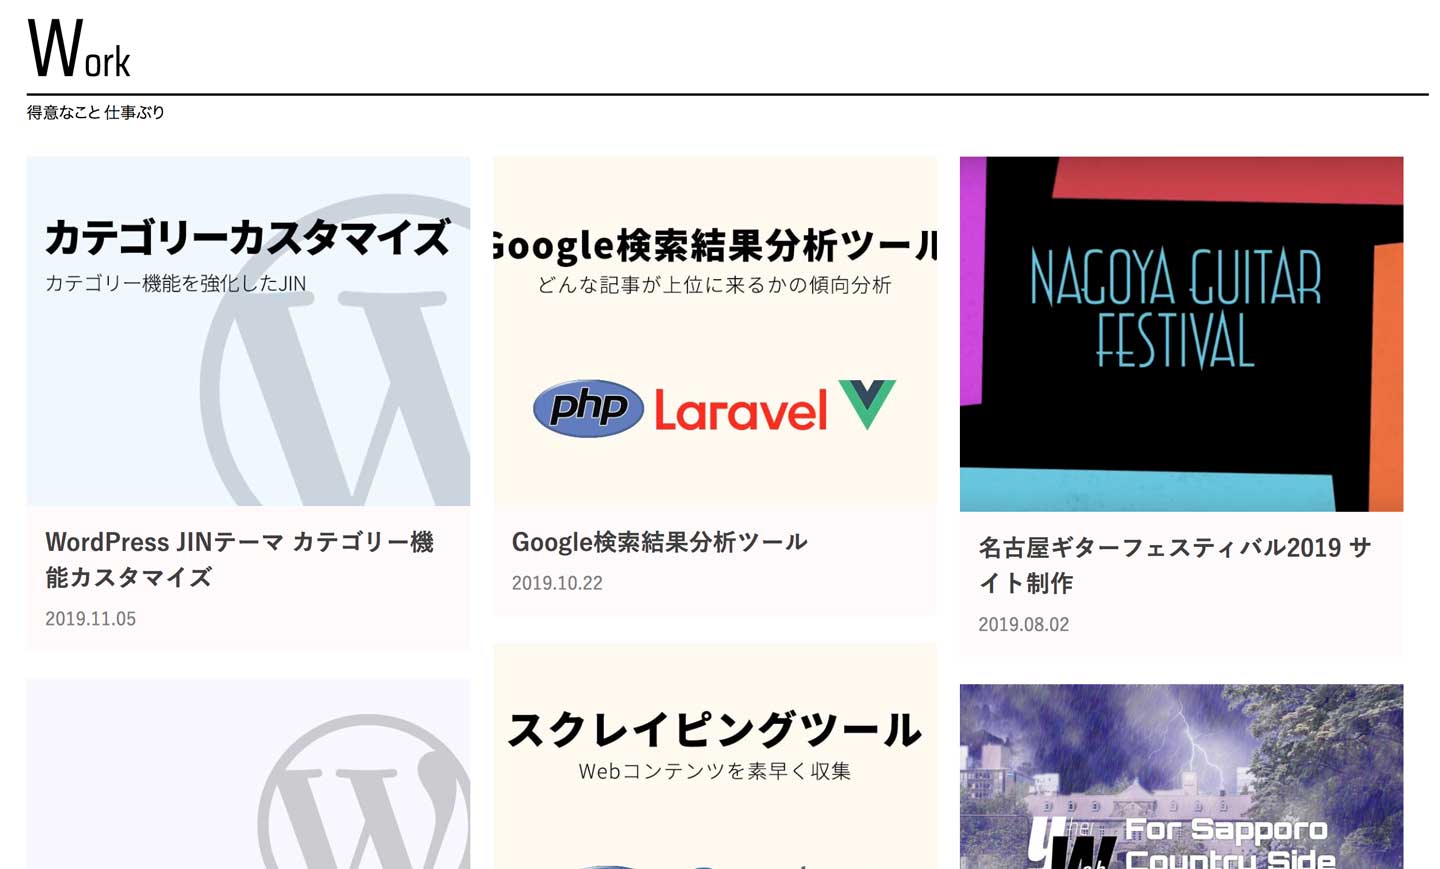 Work
得意なこと 仕事ぶり
カテゴリーカスタマイズ
カテゴリー機能を強化したJIN
WordPress JINテーマ カテゴリー機
能カスタマイズ
2019.11.05
Google検索結果分析ツール
どんな記事が上位に来るかの傾向分析
php Laravel
Google検索結果分析ツール
2019.10.22
NAGOYA GUITAR
FESTIVAL
名古屋ギターフェスティバル2019 サ
イト制作
2019.08.02
スクレイピングツール
Webコンテンツを素早く収集
For Sapporo
Country Side